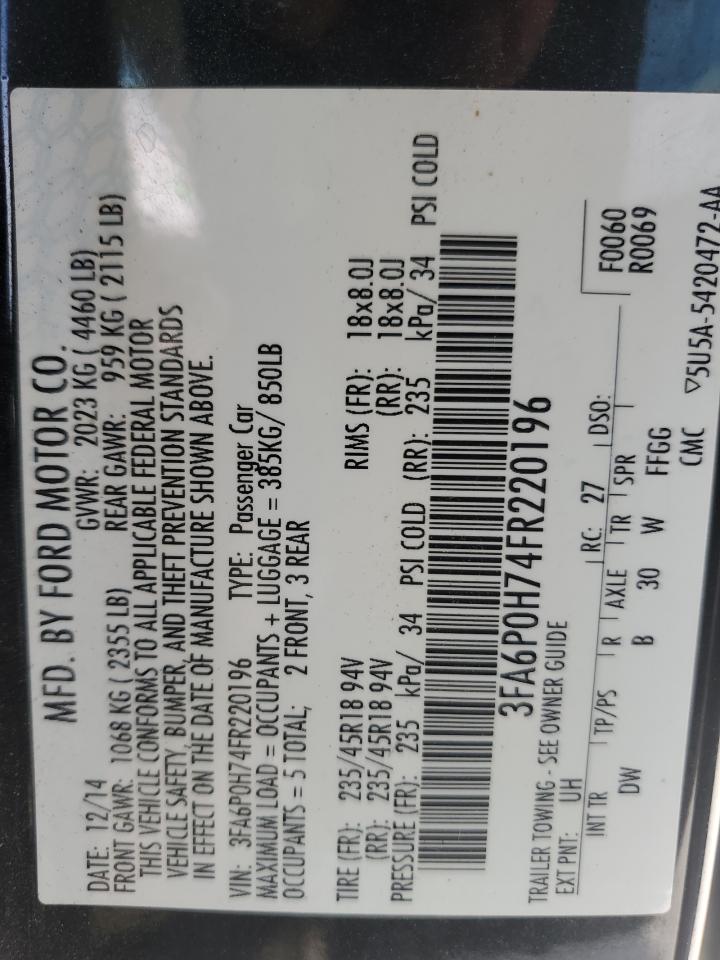 MFD. BY FORD MOTOR CO.
DATE: 12/14 GVWR: 2023 KG ( 4460 LB)
FRONT GAWR: 1068 KG ( 2355 LB) REAR GAWR: 959 KG ( 2115 LB)
THIS VEHICLE CONFORMS TO ALL APPLICABLE FEDERAL MOTOR
VEHICLE SAFETY, BUMPER, AND THEFT PREVENTION STANDARDS
IN EFFECT ON THE DATE OF MANUFACTURE SHOWN ABOVE.
VIN: 3FA6P0H74FR220196 TYPE: Passenger Car
MAXIMUM LOAD = OCCUPANTS + LUGGAGE = 385KG/ 850LB
OCCUPANTS = 5 TOTAL; 2 FRONT, 3 REAR
TIRE (FR): 235/45R18 94V RIMS (FR): 18x8.0J
(RR): 235/45R18 94V (RR): 18x8.0J
PRESSURE (FR): 235 kPa/ 34 PSI COLD (RR): 235 kPa/ 34 PSI COLD
3FA6P0H74FR220196
TRAILER TOWING - SEE OWNER GUIDE
EXT PNT: UH RC: 27 DSO: F0060
R0069
INT TR TP/PS R AXLE TR SPR
DW B 30 W FFGG
CMC ▽5U5A-5420472-AA